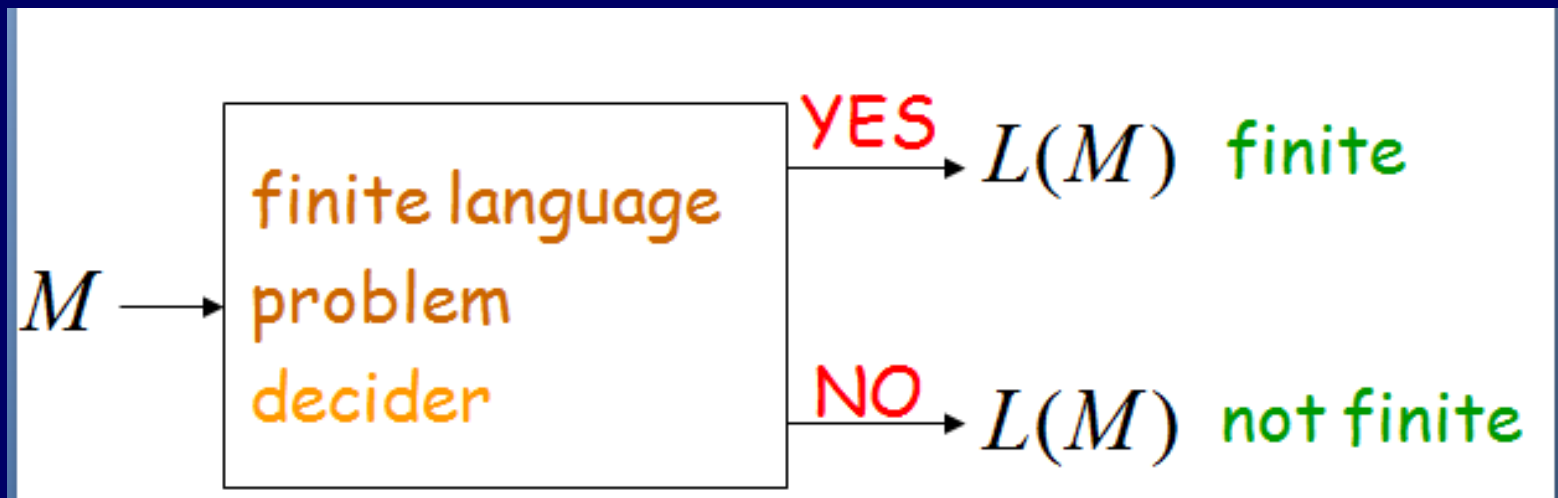 YES L(M) finite
finite language
M problem
decider
NO L(M) not finite